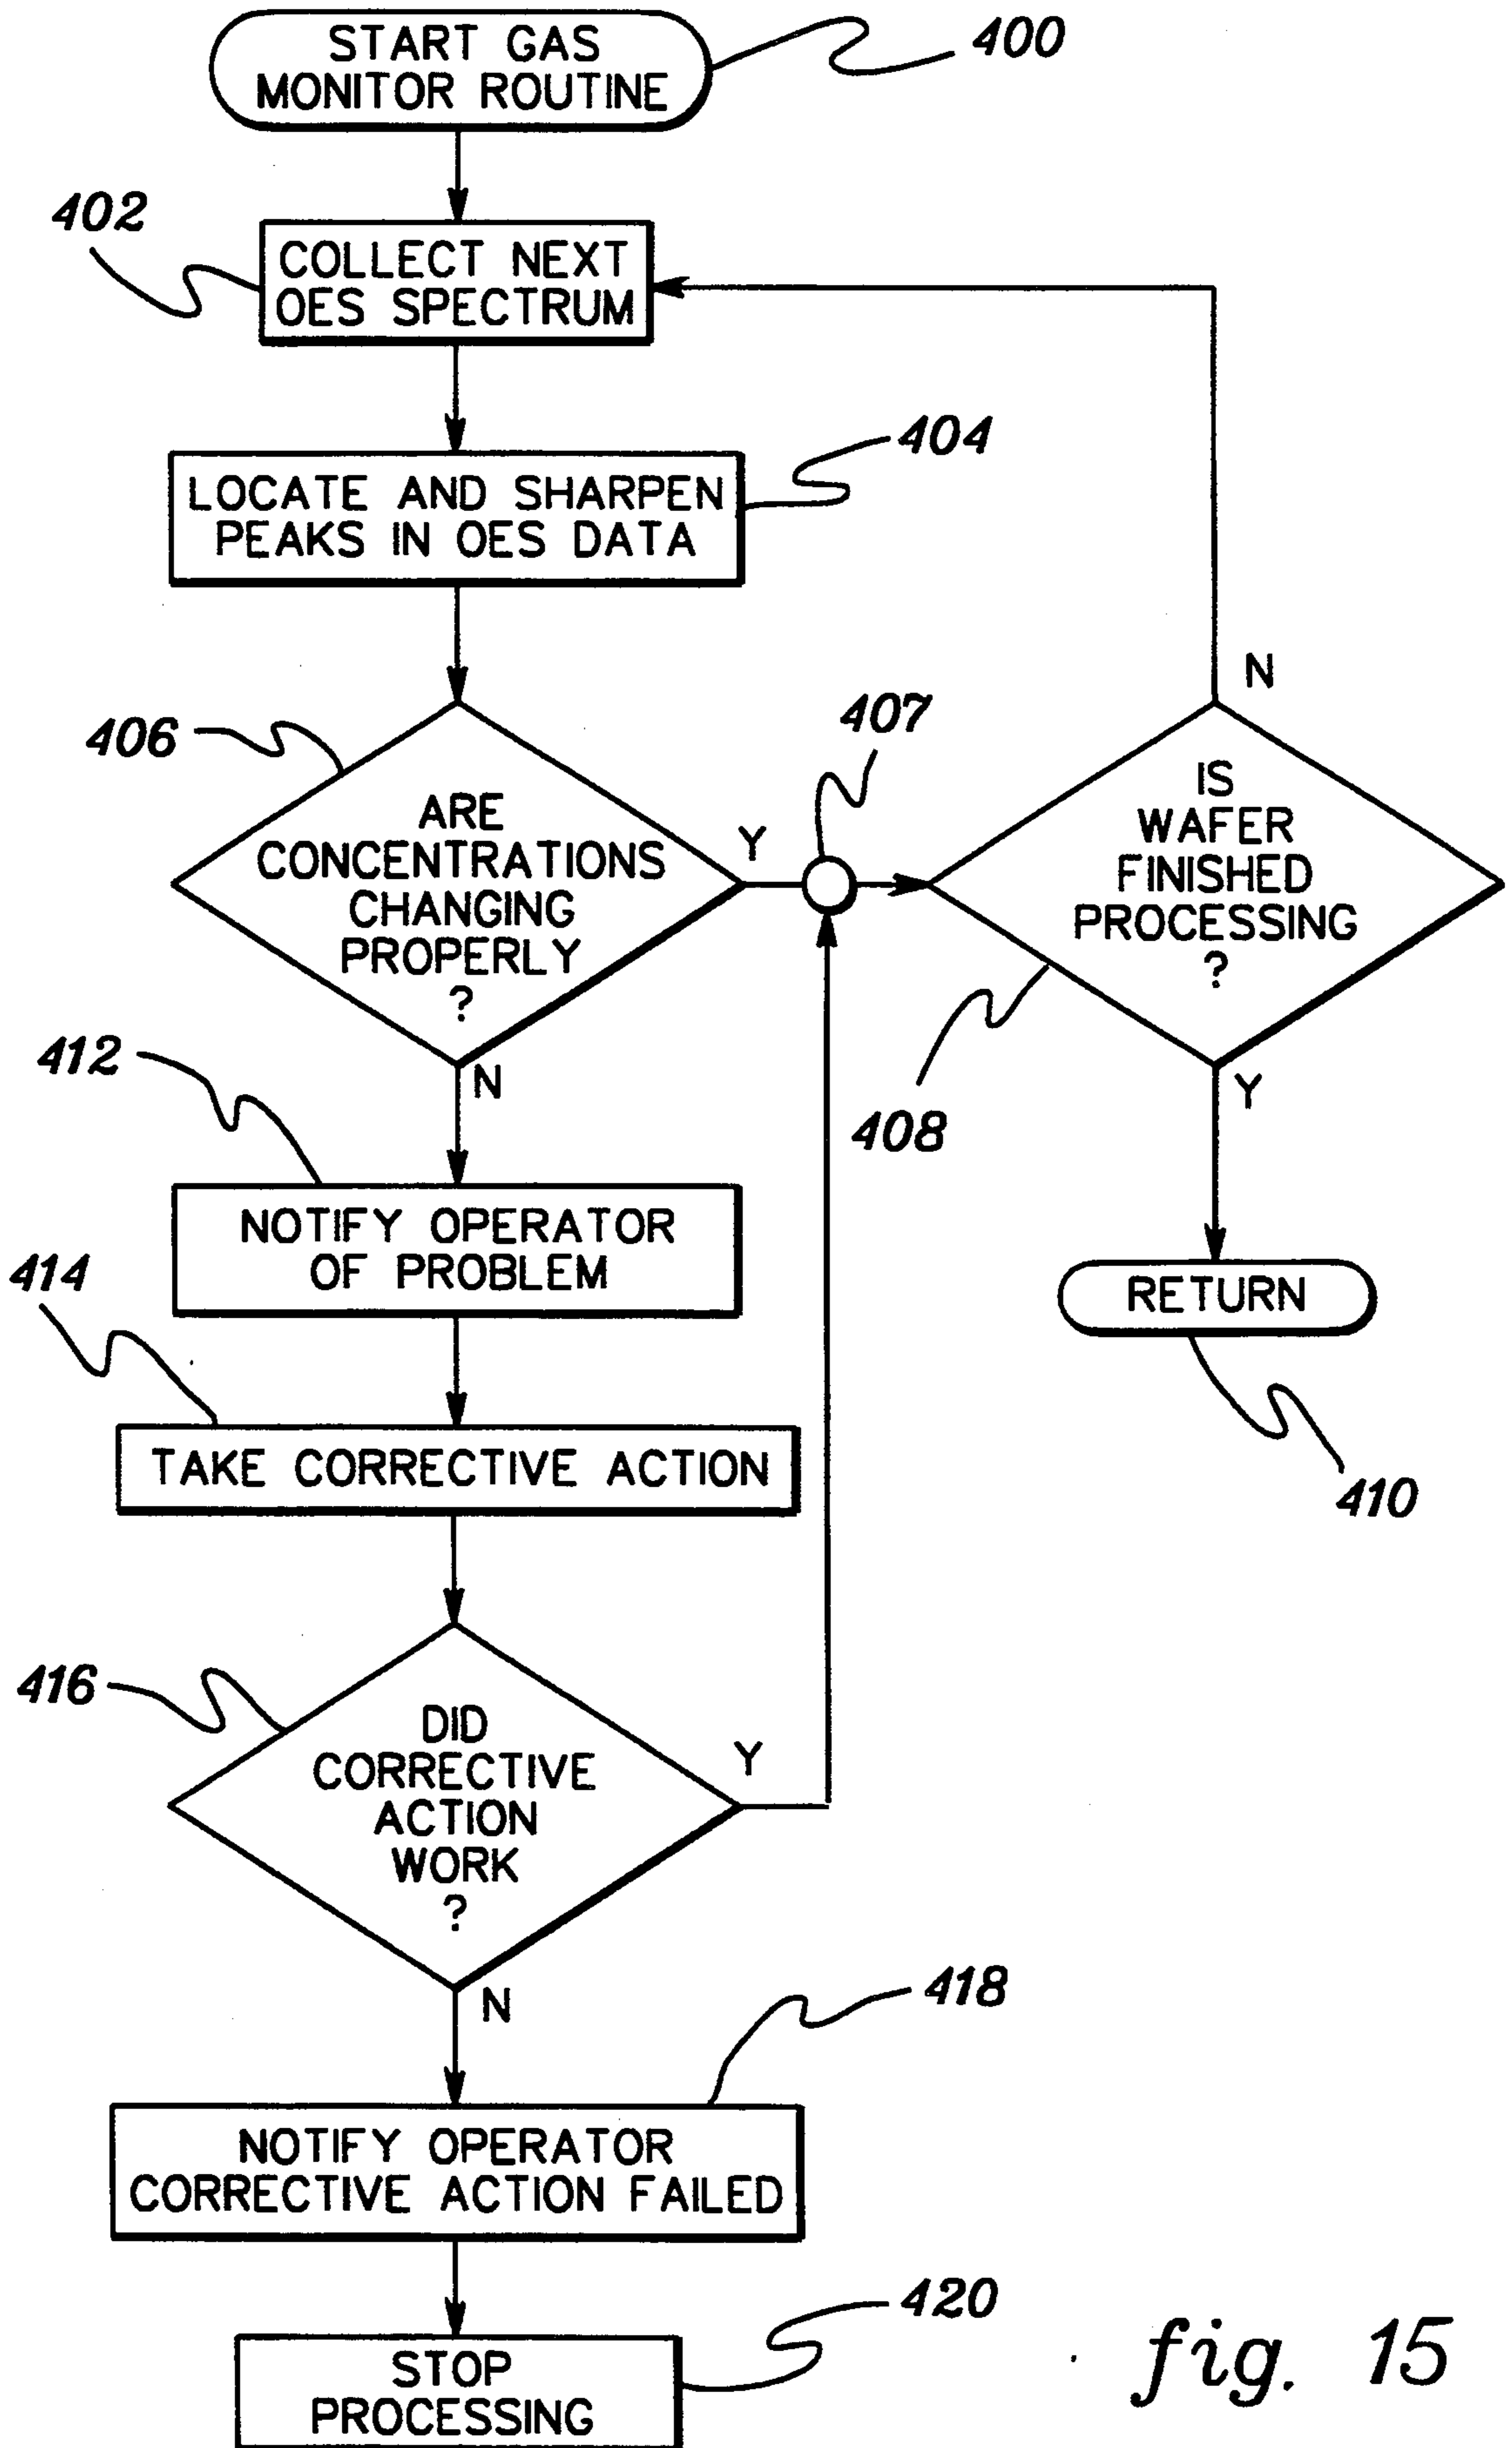 START GAS
MONITOR ROUTINE
400
402
COLLECT NEXT
OES SPECTRUM
404
LOCATE AND SHARPEN
PEAKS IN OES DATA
406
ARE
CONCENTRATIONS
CHANGING
PROPERLY
?
Y
N
407
IS
WAFER
FINISHED
PROCESSING
?
N
Y
408
RETURN
410
412
NOTIFY OPERATOR
OF PROBLEM
414
TAKE CORRECTIVE ACTION
416
DID
CORRECTIVE
ACTION
WORK
?
Y
N
418
NOTIFY OPERATOR
CORRECTIVE ACTION FAILED
420
STOP
PROCESSING
fig. 15